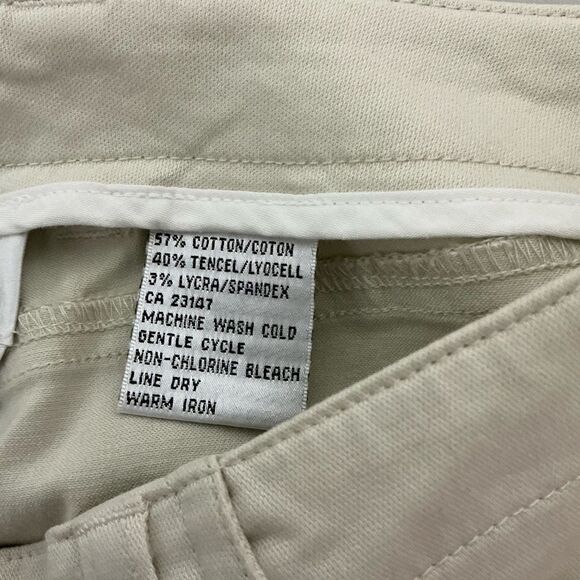 57% COTTON/COTON
40% TENCEL/LYOCELL
3% LYCRA/SPANDEX
CA 23147
MACHINE WASH COLD
GENTLE CYCLE
NON-CHLORINE BLEACH
LINE DRY
WARM IRON